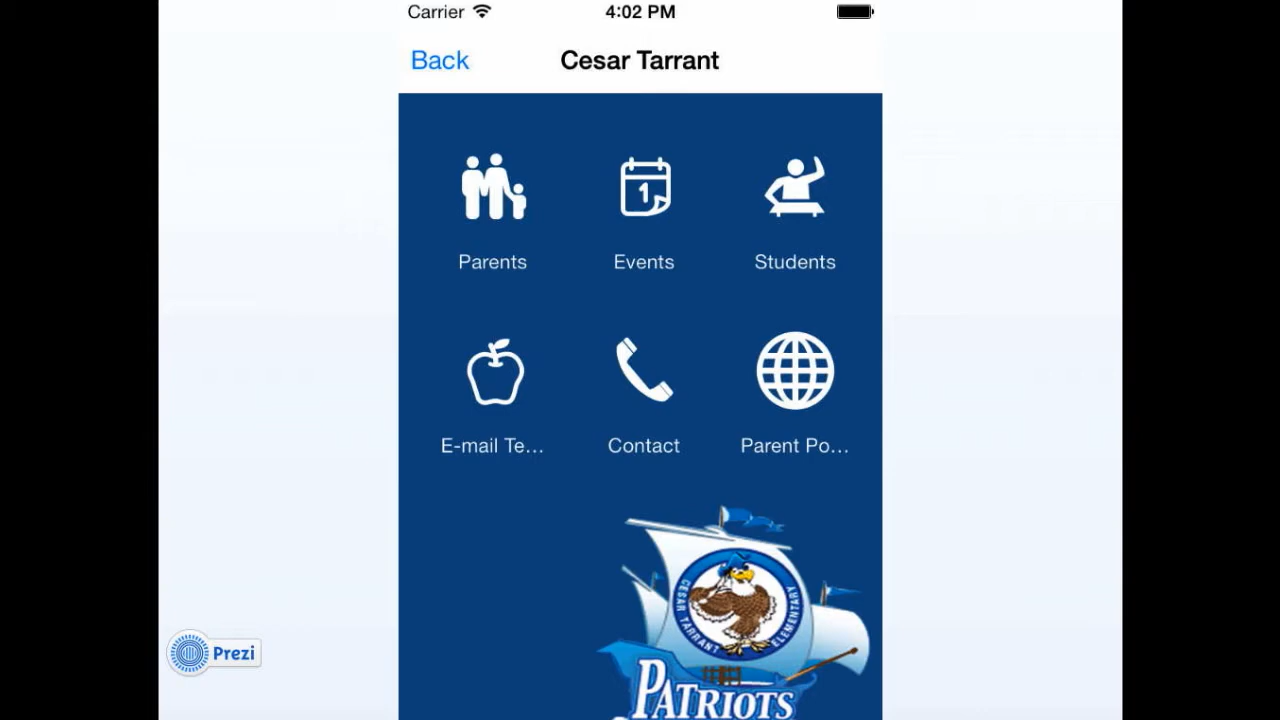 Carrier 4:02 PM
Back Cesar Tarrant
Parents Events Students
E-mail Te... Contact Parent Po...
CESAR TARRANT ELEMENTARY
PATRIOTS
Prezi